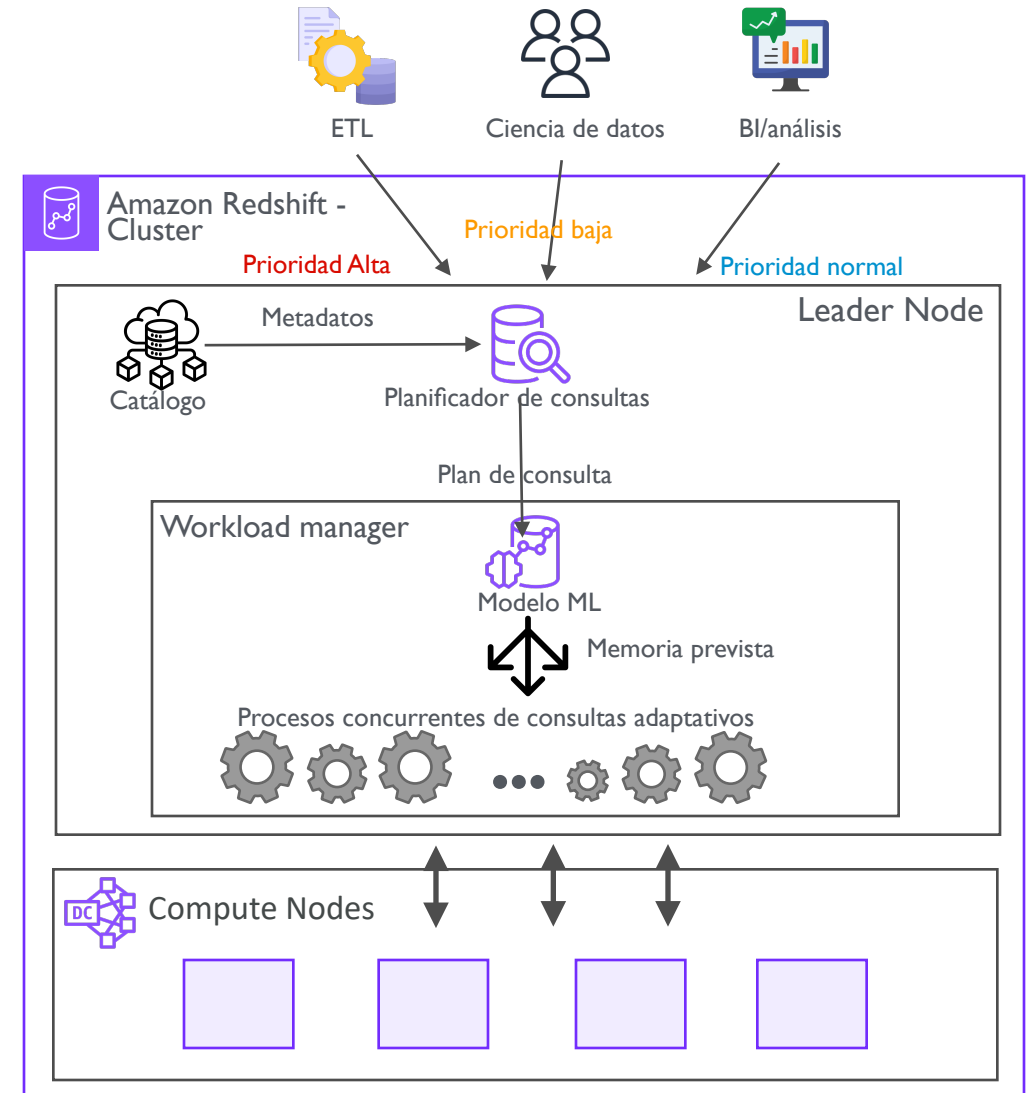 ETL
Ciencia de datos
BI/análisis
Amazon Redshift -
Cluster
Prioridad baja
Prioridad Alta
Prioridad normal
Leader Node
Metadatos
Catálogo
Planificador de consultas
Plan de consulta
Workload manager
Modelo ML
Memoria prevista
Procesos concurrentes de consultas adaptativos
DC
Compute Nodes